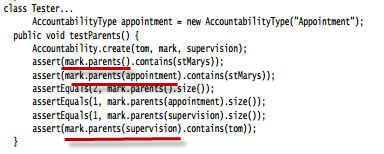 class Tester...
AccountabilityType appointment = new AccountabilityType("Appointment");
public void testParents() {
Accountability.create(tom, mark, supervision);
assert(mark.parents().contains(stMarys));
assert(mark.parents(appointment).contains(stMarys));
assertEquals(2, mark.parents().size());
assertEquals(1, mark.parents(appointment).size());
assertEquals(1, mark.parents(supervision).size());
assert(mark.parents(supervision).contains(tom));
}